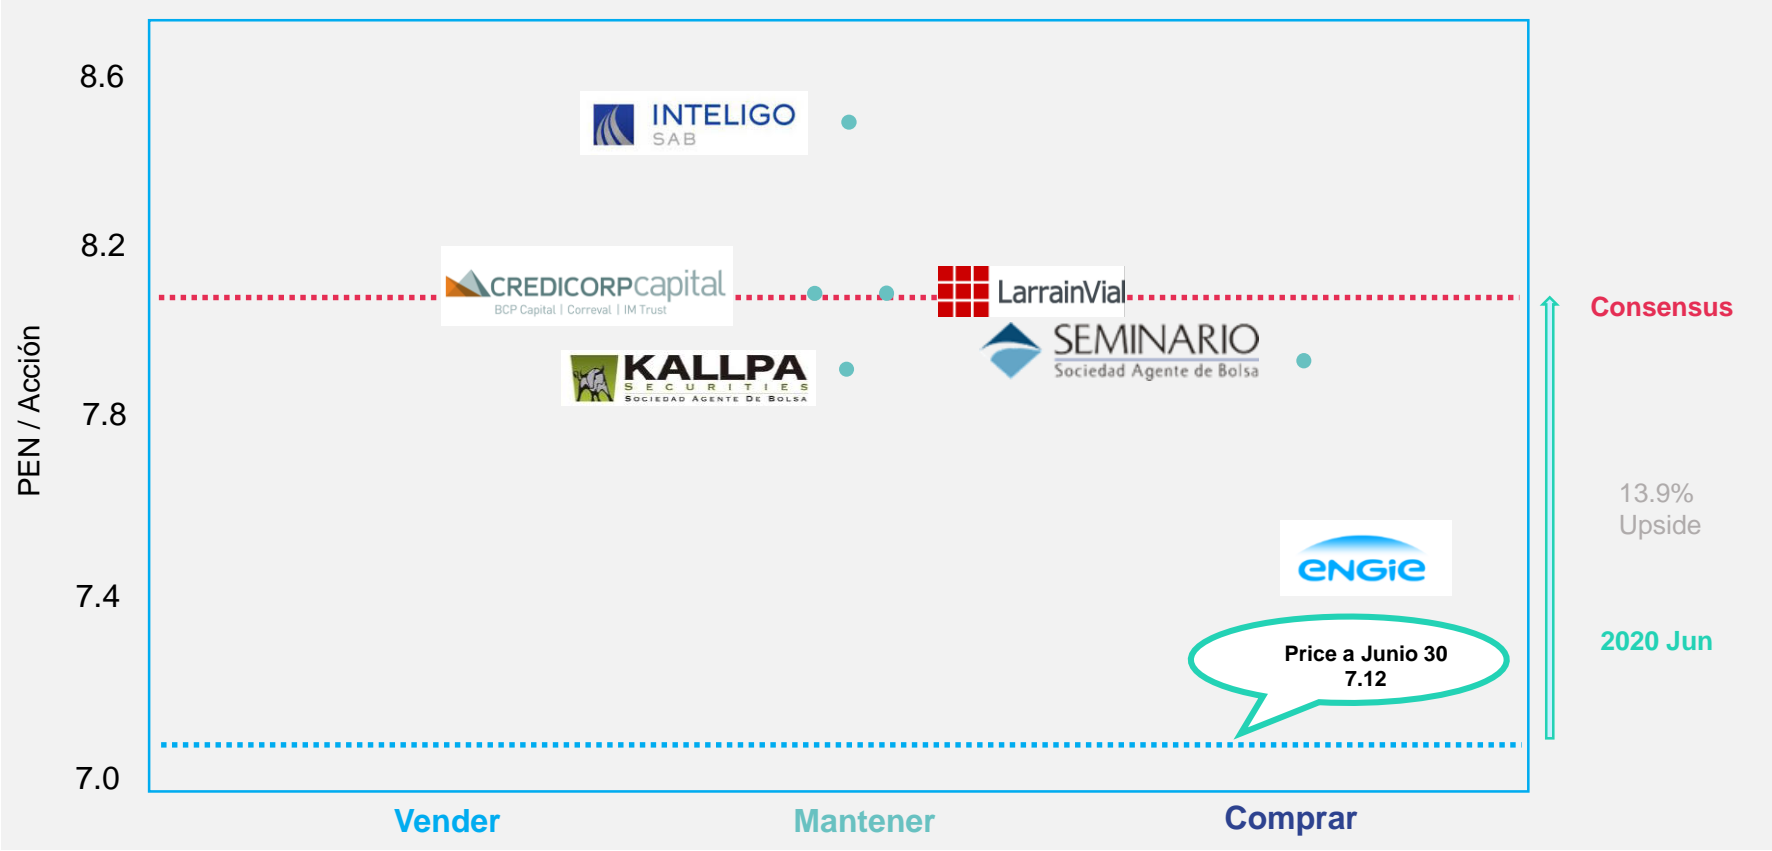 8.6
INTELIGO
SAB
8.2
CREDICORPcapital
BCP Capital | Correval | IM Trust
LarrainVial
Consensus
SEMINARIO
Sociedad Agente de Bolsa
KALLPA
SECURITIES
SOCIEDAD AGENTE DE BOLSA
7.8
PEN / Acción
13.9%
Upside
ENGIE
7.4
2020 Jun
Price a Junio 30
7.12
7.0
Vender
Mantener
Comprar